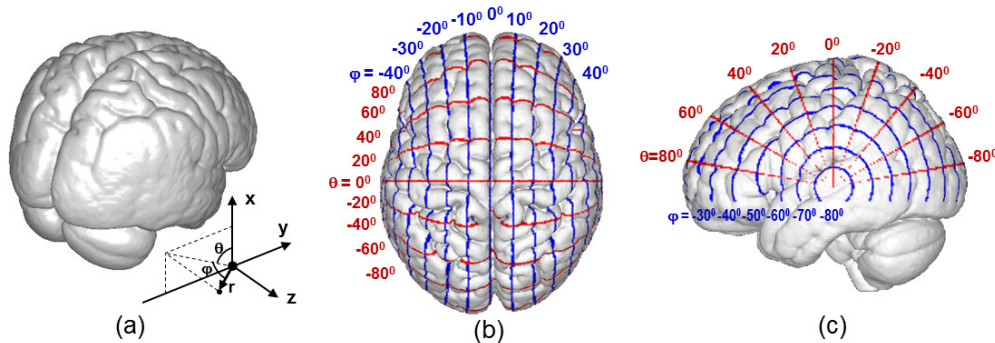 x
y
θ
φ
r
z
(a)
-20⁰ -10⁰ 0⁰ 10⁰ 20⁰
-30⁰ 30⁰
φ = -40⁰ 40⁰
80⁰
60⁰
40⁰
20⁰
θ = 0⁰
-20⁰
-40⁰
-60⁰
-80⁰
(b)
0⁰
20⁰ -20⁰
40⁰ -40⁰
60⁰ -60⁰
θ=80⁰ -80⁰
φ = -30⁰ -40⁰ -50⁰ -60⁰ -70⁰ -80⁰
(c)